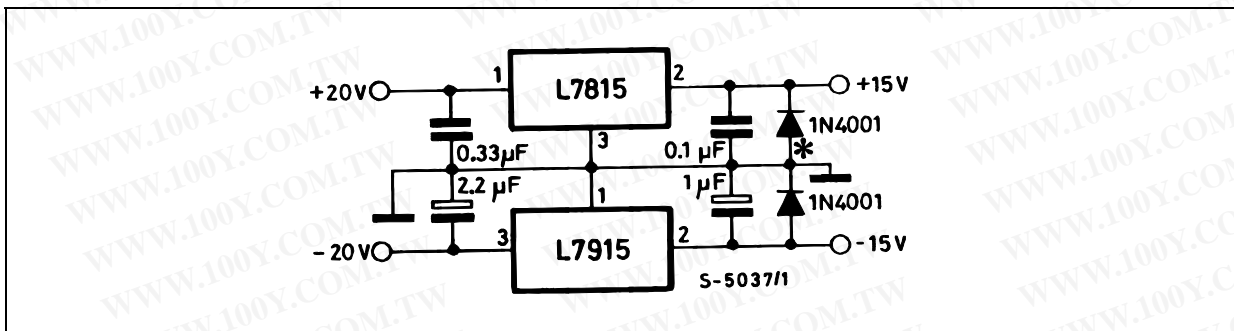 +20V
1
L7815
2
+15V
3
1N4001
*
0.33µF
0.1 µF
2.2 µF
1µF
1
1N4001
-20V
3
L7915
2
-15V
S-5037/1
WWW.100Y.COM.TW